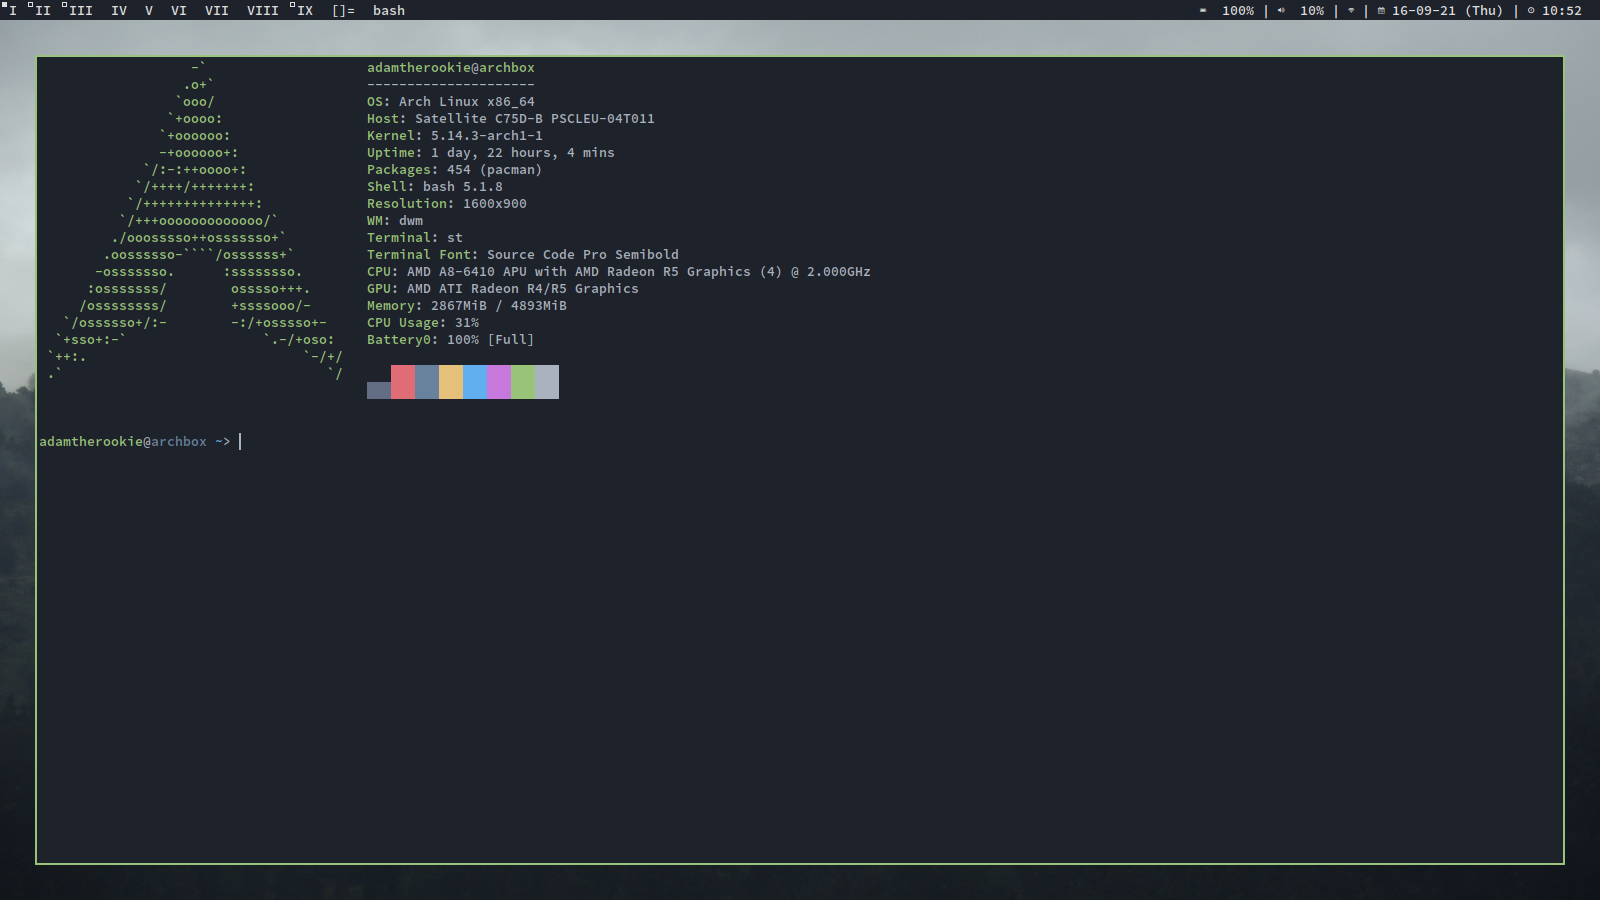 I II III IV V VI VII VIII IX []= bash 100% | 10% | | 16-09-21 (Thu) | 10:52
-`
.o+`
`ooo/
`+oooo:
`+oooooo:
-+oooooo+:
`/:-:++oooo+:
`/++++/+++++++:
`/++++++++++++++:
`/+++ooooooooooooo/`
./ooosssso++osssssso+`
.oossssso-````/ossssss+`
-osssssso. :ssssssso.
:osssssss/ osssso+++.
/ossssssss/ +ssssooo/-
`/ossssso+/:- -:/+osssso+-
`+sso+:-` `.-/+oso:
`++:. `-/+/
.` `/
adamtherookie@archbox
---------------------
OS: Arch Linux x86_64
Host: Satellite C75D-B PSCLEU-04T011
Kernel: 5.14.3-arch1-1
Uptime: 1 day, 22 hours, 4 mins
Packages: 454 (pacman)
Shell: bash 5.1.8
Resolution: 1600x900
WM: dwm
Terminal: st
Terminal Font: Source Code Pro Semibold
CPU: AMD A8-6410 APU with AMD Radeon R5 Graphics (4) @ 2.000GHz
GPU: AMD ATI Radeon R4/R5 Graphics
Memory: 2867MiB / 4893MiB
CPU Usage: 31%
Battery0: 100% [Full]
adamtherookie@archbox ~>